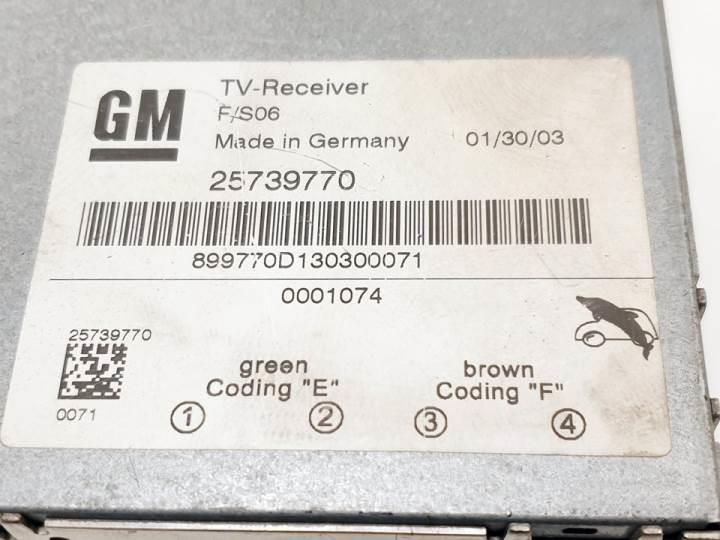 GM
TV-Receiver
F/S06
Made in Germany 01/30/03
25739770
899770D130300071
0001074
25739770
0071
green
Coding "E"
brown
Coding "F"
1 2 3 4